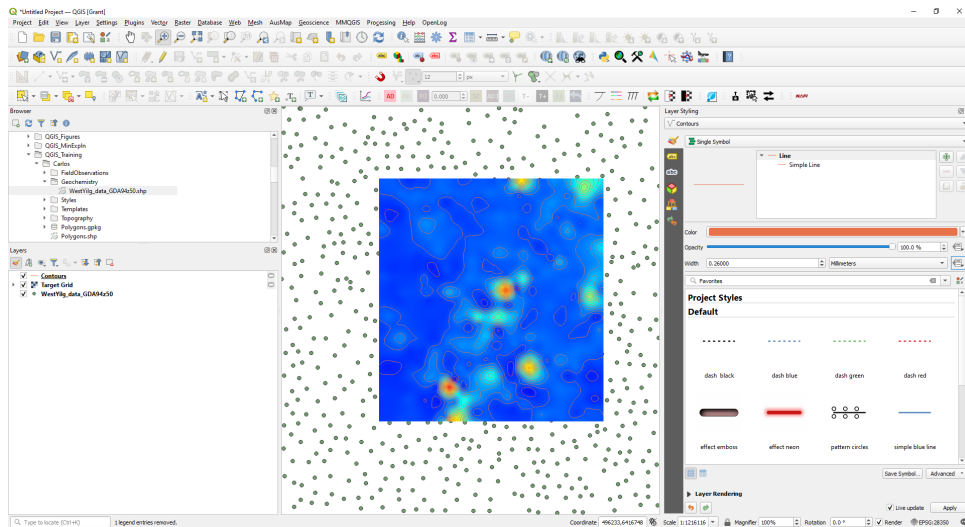 *Untitled Project — QGIS [Grant]
Project Edit View Layer Settings Plugins Vector Raster Database Web Mesh AusMap Geoscience MMQGIS Processing Help OpenLog
12 px
0.000
Browser
QGIS_Figures
QGIS_MinExpln
QGIS_Training
Carlos
FieldObservations
Geochemistry
WestYilg_data_GDA94z50.shp
Styles
Templates
Topography
Polygons.gpkg
Polygons.shp
Layers
Contours
Target Grid
WestYilg_data_GDA94z50
Layer Styling
Contours
Single Symbol
Line
Simple Line
Color
Opacity 100.0 %
Width 0.26000 Millimeters
Favorites
Project Styles
Default
dash black dash blue dash green dash red
effect emboss effect neon pattern circles simple blue line
Save Symbol... Advanced
Layer Rendering
Live update Apply
Type to locate (Ctrl+K) 1 legend entries removed. Coordinate 496233,6416748 Scale 1:1216116 Magnifier 100% Rotation 0.0 ° Render EPSG:28350